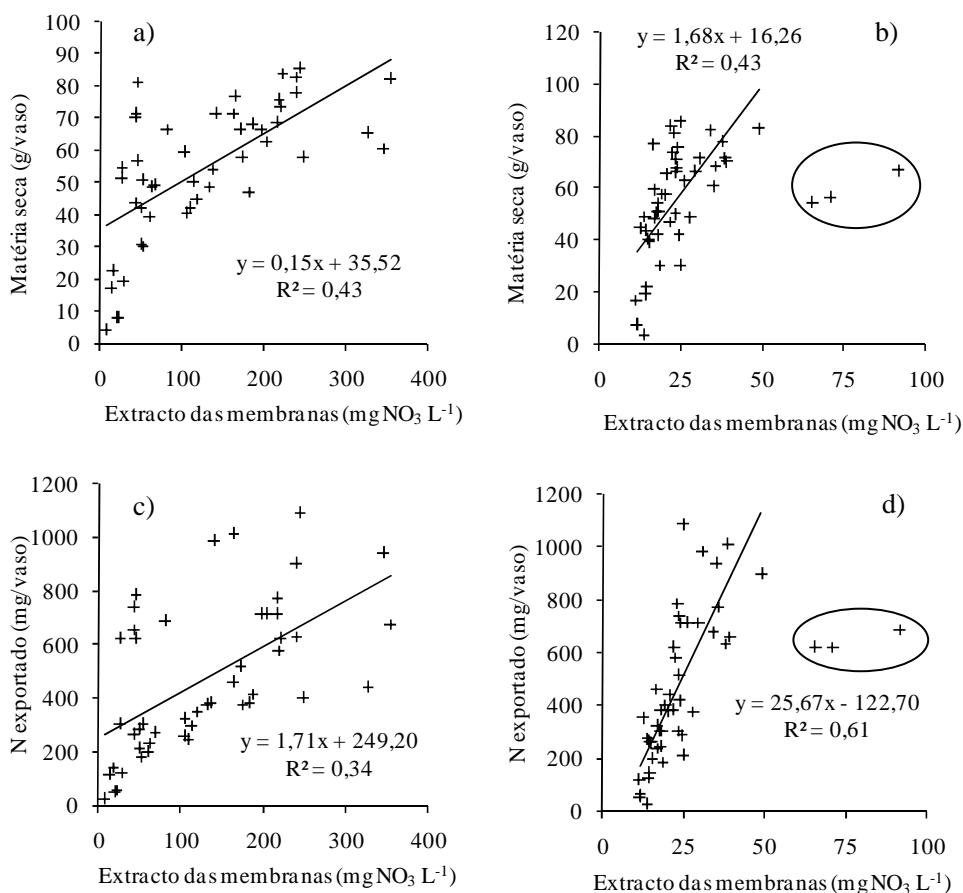 a)
Matéria seca (g/vaso)
100
90
80
70
60
50
40
30
20
10
0
y = 0,15x + 35,52
R² = 0,43
0 100 200 300 400
Extracto das membranas (mg NO₃ L⁻¹)
b)
Matéria seca (g/vaso)
120
100
80
60
40
20
0
y = 1,68x + 16,26
R² = 0,43
0 25 50 75 100
Extracto das membranas (mg NO₃ L⁻¹)
c)
N exportado (mg/vaso)
1200
1000
800
600
400
200
0
y = 1,71x + 249,20
R² = 0,34
0 100 200 300 400
Extracto das membranas (mg NO₃ L⁻¹)
d)
N exportado (mg/vaso)
1200
1000
800
600
400
200
0
y = 25,67x - 122,70
R² = 0,61
0 25 50 75 100
Extracto das membranas (mg NO₃ L⁻¹)